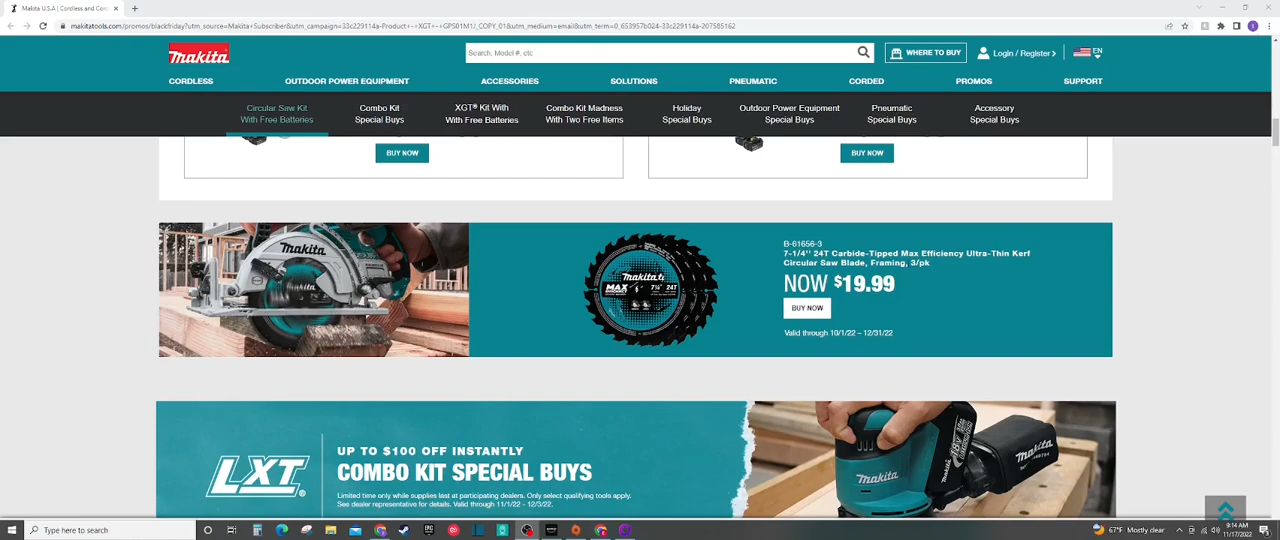 Makita U.S.A | Cordless and Cord
makitatools.com/promos/blackfriday?utm_source=Makita+Subscriber&utm_campaign=33c229114a-Product+-+XGT+-+GPS01M1J_COPY_01&utm_medium=email&utm_term=0_653957b024-33c229114a-207585162
Makita
Search, Model #, etc
WHERE TO BUY
Login / Register >
EN
CORDLESS OUTDOOR POWER EQUIPMENT ACCESSORIES SOLUTIONS PNEUMATIC CORDED PROMOS SUPPORT
Circular Saw Kit
With Free Batteries
Combo Kit
Special Buys
XGT® Kit With
With Free Batteries
Combo Kit Madness
With Two Free Items
Holiday
Special Buys
Outdoor Power Equipment
Special Buys
Pneumatic
Special Buys
Accessory
Special Buys
BUY NOW
BUY NOW
makita
makita
MAX
EFFICIENCY
7¼"
24T
B-61656-3
7-1/4'' 24T Carbide-Tipped Max Efficiency Ultra-Thin Kerf
Circular Saw Blade, Framing, 3/pk
NOW $19.99
BUY NOW
Valid through 10/1/22 – 12/31/22
LXT®
UP TO $100 OFF INSTANTLY
COMBO KIT SPECIAL BUYS
Limited time only while supplies last at participating dealers. Only select qualifying tools apply.
See dealer representative for details. Valid through 11/1/22 – 12/3/22.
makita
makita
18V
Type here to search
67°F Mostly clear
9:14 AM
11/17/2022